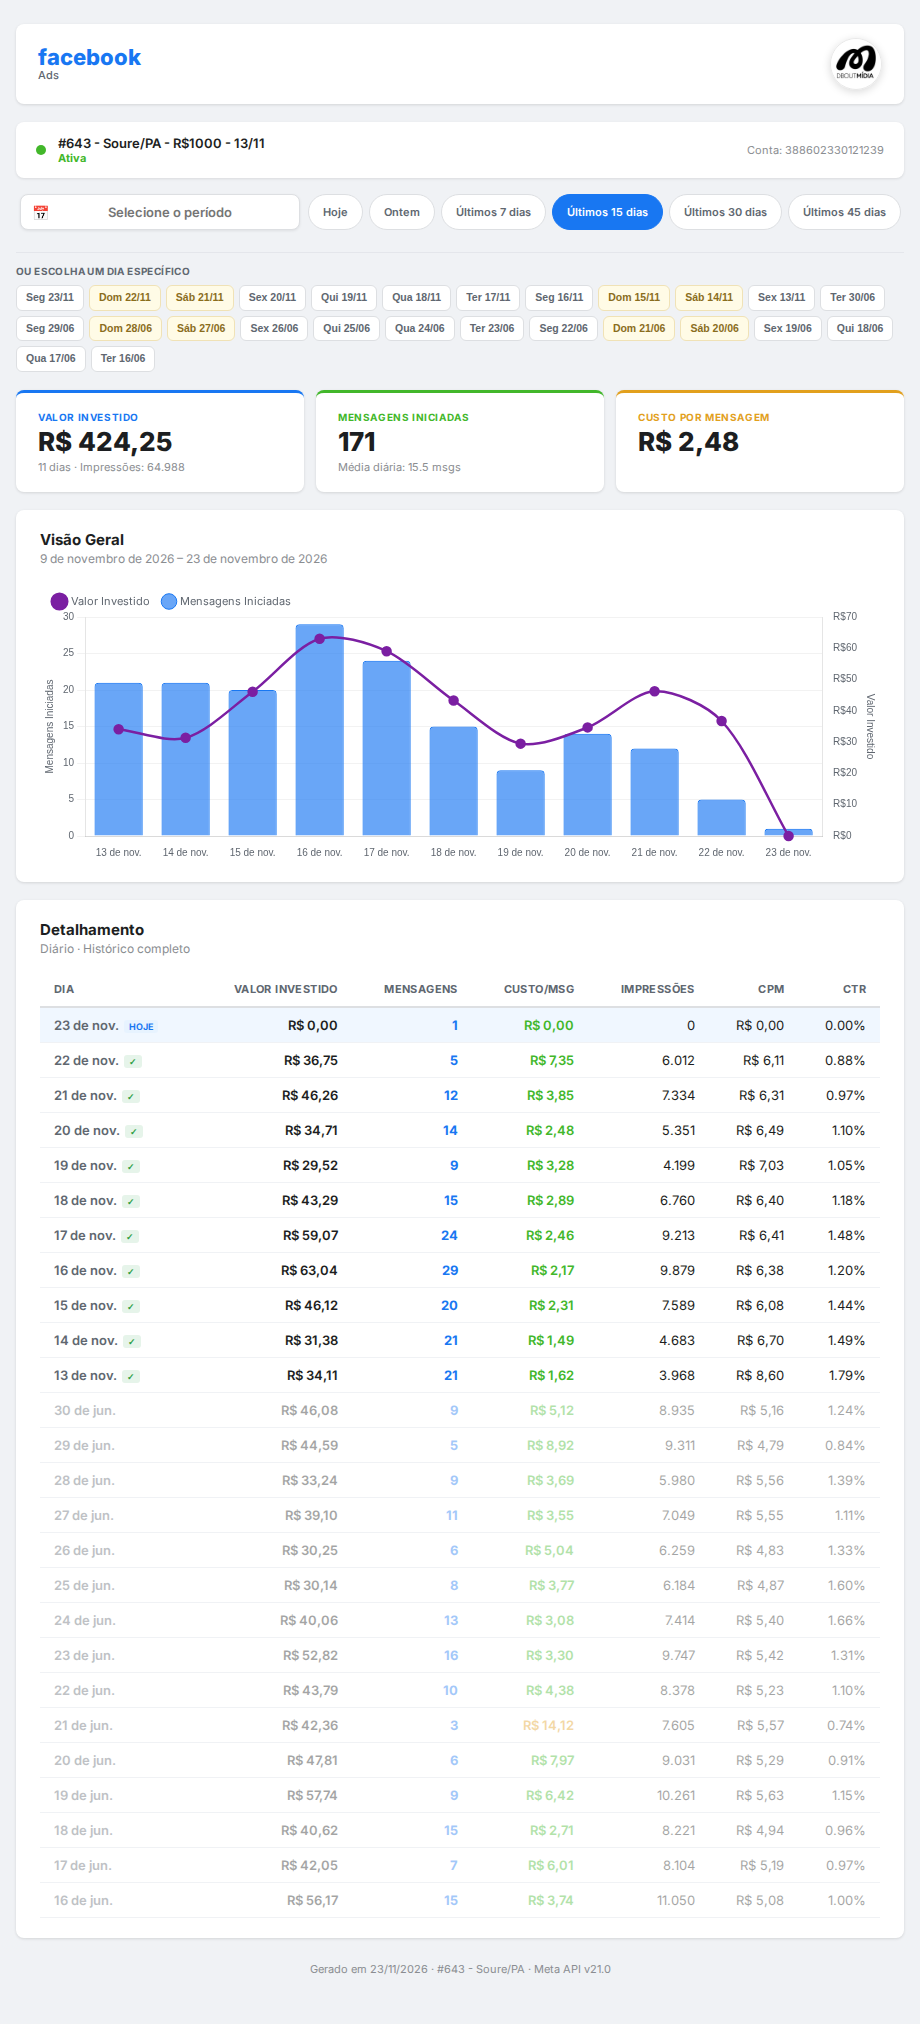 facebook
Ads
DBOUTMÍDIA
#643 - Soure/PA - R$1000 - 13/11
Ativa
Conta: 388602330121239
Selecione o período
Hoje
Ontem
Últimos 7 dias
Últimos 15 dias
Últimos 30 dias
Últimos 45 dias
OU ESCOLHA UM DIA ESPECÍFICO
Seg 23/11 Dom 22/11 Sáb 21/11 Sex 20/11 Qui 19/11 Qua 18/11 Ter 17/11 Seg 16/11 Dom 15/11 Sáb 14/11 Sex 13/11 Ter 30/06
Seg 29/06 Dom 28/06 Sáb 27/06 Sex 26/06 Qui 25/06 Qua 24/06 Ter 23/06 Seg 22/06 Dom 21/06 Sáb 20/06 Sex 19/06 Qui 18/06
Qua 17/06 Ter 16/06
VALOR INVESTIDO
R$ 424,25
11 dias · Impressões: 64.988
MENSAGENS INICIADAS
171
Média diária: 15.5 msgs
CUSTO POR MENSAGEM
R$ 2,48
Visão Geral
9 de novembro de 2026 – 23 de novembro de 2026
Valor Investido Mensagens Iniciadas
30
25
20
15
10
5
0
Mensagens Iniciadas
R$70
R$60
R$50
R$40
R$30
R$20
R$10
R$0
Valor Investido
13 de nov. 14 de nov. 15 de nov. 16 de nov. 17 de nov. 18 de nov. 19 de nov. 20 de nov. 21 de nov. 22 de nov. 23 de nov.
Detalhamento
Diário · Histórico completo
DIA VALOR INVESTIDO MENSAGENS CUSTO/MSG IMPRESSÕES CPM CTR
23 de nov. HOJE R$ 0,00 1 R$ 0,00 0 R$ 0,00 0.00%
22 de nov. ✓ R$ 36,75 5 R$ 7,35 6.012 R$ 6,11 0.88%
21 de nov. ✓ R$ 46,26 12 R$ 3,85 7.334 R$ 6,31 0.97%
20 de nov. ✓ R$ 34,71 14 R$ 2,48 5.351 R$ 6,49 1.10%
19 de nov. ✓ R$ 29,52 9 R$ 3,28 4.199 R$ 7,03 1.05%
18 de nov. ✓ R$ 43,29 15 R$ 2,89 6.760 R$ 6,40 1.18%
17 de nov. ✓ R$ 59,07 24 R$ 2,46 9.213 R$ 6,41 1.48%
16 de nov. ✓ R$ 63,04 29 R$ 2,17 9.879 R$ 6,38 1.20%
15 de nov. ✓ R$ 46,12 20 R$ 2,31 7.589 R$ 6,08 1.44%
14 de nov. ✓ R$ 31,38 21 R$ 1,49 4.683 R$ 6,70 1.49%
13 de nov. ✓ R$ 34,11 21 R$ 1,62 3.968 R$ 8,60 1.79%
30 de jun. R$ 46,08 9 R$ 5,12 8.935 R$ 5,16 1.24%
29 de jun. R$ 44,59 5 R$ 8,92 9.311 R$ 4,79 0.84%
28 de jun. R$ 33,24 9 R$ 3,69 5.980 R$ 5,56 1.39%
27 de jun. R$ 39,10 11 R$ 3,55 7.049 R$ 5,55 1.11%
26 de jun. R$ 30,25 6 R$ 5,04 6.259 R$ 4,83 1.33%
25 de jun. R$ 30,14 8 R$ 3,77 6.184 R$ 4,87 1.60%
24 de jun. R$ 40,06 13 R$ 3,08 7.414 R$ 5,40 1.66%
23 de jun. R$ 52,82 16 R$ 3,30 9.747 R$ 5,42 1.31%
22 de jun. R$ 43,79 10 R$ 4,38 8.378 R$ 5,23 1.10%
21 de jun. R$ 42,36 3 R$ 14,12 7.605 R$ 5,57 0.74%
20 de jun. R$ 47,81 6 R$ 7,97 9.031 R$ 5,29 0.91%
19 de jun. R$ 57,74 9 R$ 6,42 10.261 R$ 5,63 1.15%
18 de jun. R$ 40,62 15 R$ 2,71 8.221 R$ 4,94 0.96%
17 de jun. R$ 42,05 7 R$ 6,01 8.104 R$ 5,19 0.97%
16 de jun. R$ 56,17 15 R$ 3,74 11.050 R$ 5,08 1.00%
Gerado em 23/11/2026 · #643 - Soure/PA · Meta API v21.0